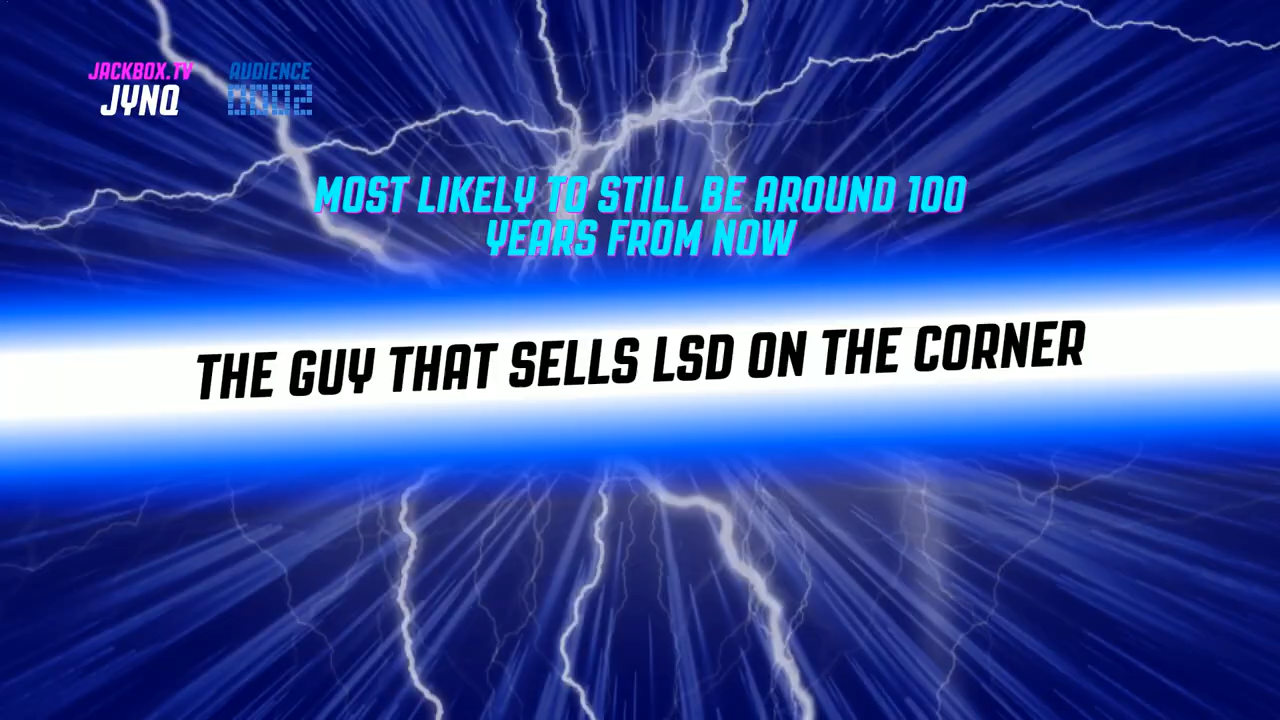 JACKBOX.TV
JYNQ
AUDIENCE
0002
MOST LIKELY TO STILL BE AROUND 100
YEARS FROM NOW
THE GUY THAT SELLS LSD ON THE CORNER